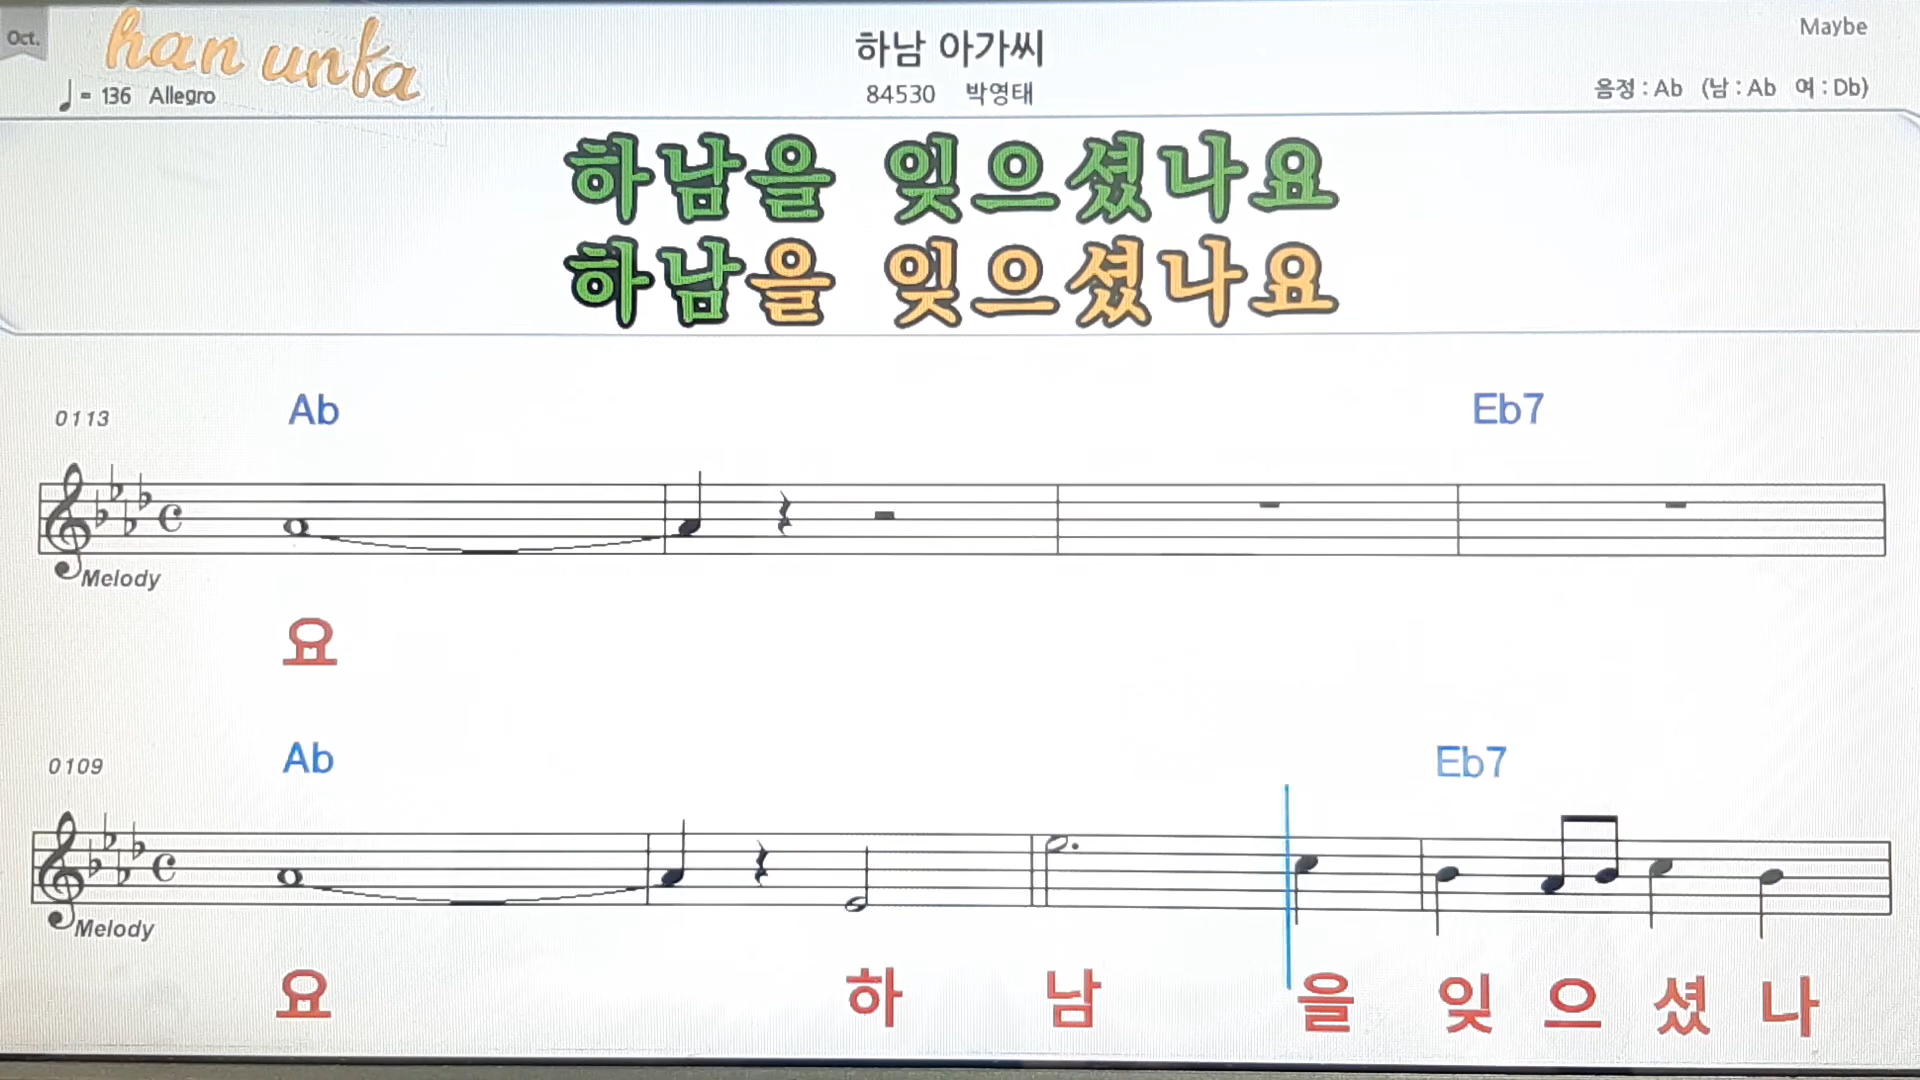 Oct.
han unfa
하남 아가씨
Maybe
♩= 136 Allegro
84530 박영태
음정 : Ab (남 : Ab 여 : Db)
하남을 잊으셨나요
하남을 잊으셨나요
0113
Ab
Eb7
Melody
요
0109
Ab
Eb7
Melody
요 하 남 을 잊 으 셨 나